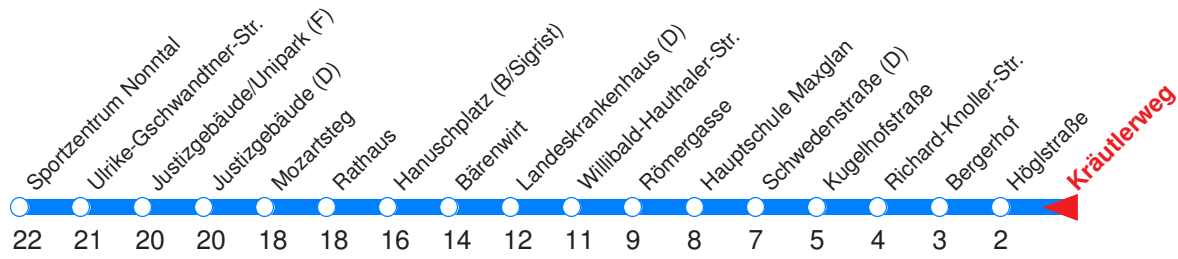 Sportzentrum Nonntal
Ulrike-Gschwandtner-Str.
Justizgebäude/Unipark (F)
Justizgebäude (D)
Mozartsteg
Rathaus
Hanuschplatz (B/Sigrist)
Bärenwirt
Landeskrankenhaus (D)
Willibald-Hauthaler-Str.
Römergasse
Hauptschule Maxglan
Schwedenstraße (D)
Kugelhofstraße
Richard-Knoller-Str.
Bergerhof
Höglstraße
Kräutlerweg
22 21 20 20 18 18 16 14 12 11 9 8 7 5 4 3 2